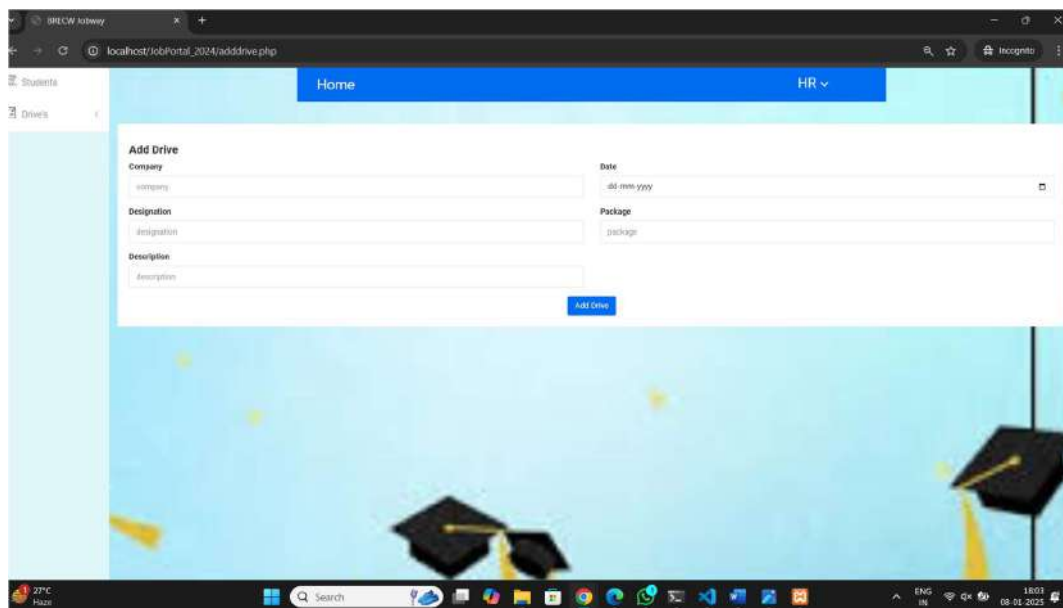 BRECW Jobway
localhost/JobPortal_2024/adddrive.php
Incognito
Students
Drive's
Home
HR
Add Drive
Company
Date
company
dd-mm-yyyy
Designation
Package
designation
package
Description
description
Add Drive
1
27°C
Haze
Search
ENG
IN
18:03
08-01-2025